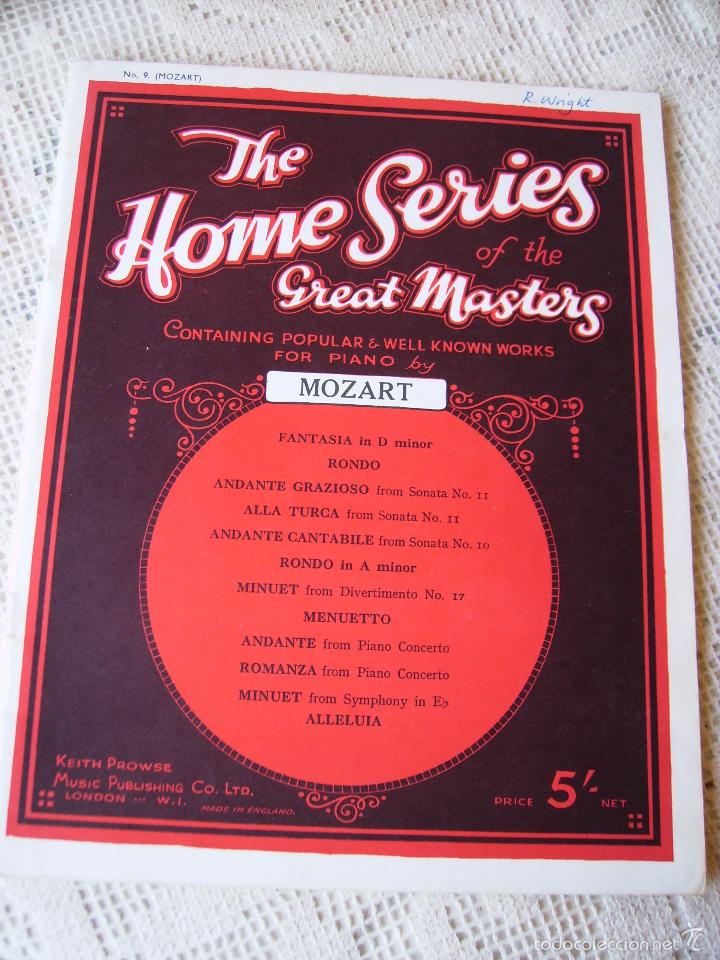 No. 9. (MOZART)
R. Wright
The
Home Series
of the
Great Masters
CONTAINING POPULAR & WELL KNOWN WORKS
FOR PIANO by
MOZART
FANTASIA in D minor
RONDO
ANDANTE GRAZIOSO from Sonata No. 11
ALLA TURCA from Sonata No. 11
ANDANTE CANTABILE from Sonata No. 10
RONDO in A minor
MINUET from Divertimento No. 17
MENUETTO
ANDANTE from Piano Concerto
ROMANZA from Piano Concerto
MINUET from Symphony in E♭
ALLELUIA
KEITH PROWSE
MUSIC PUBLISHING CO. LTD.
LONDON ··· W.I.
MADE IN ENGLAND.
PRICE 5/- NET
todocoleccion.net